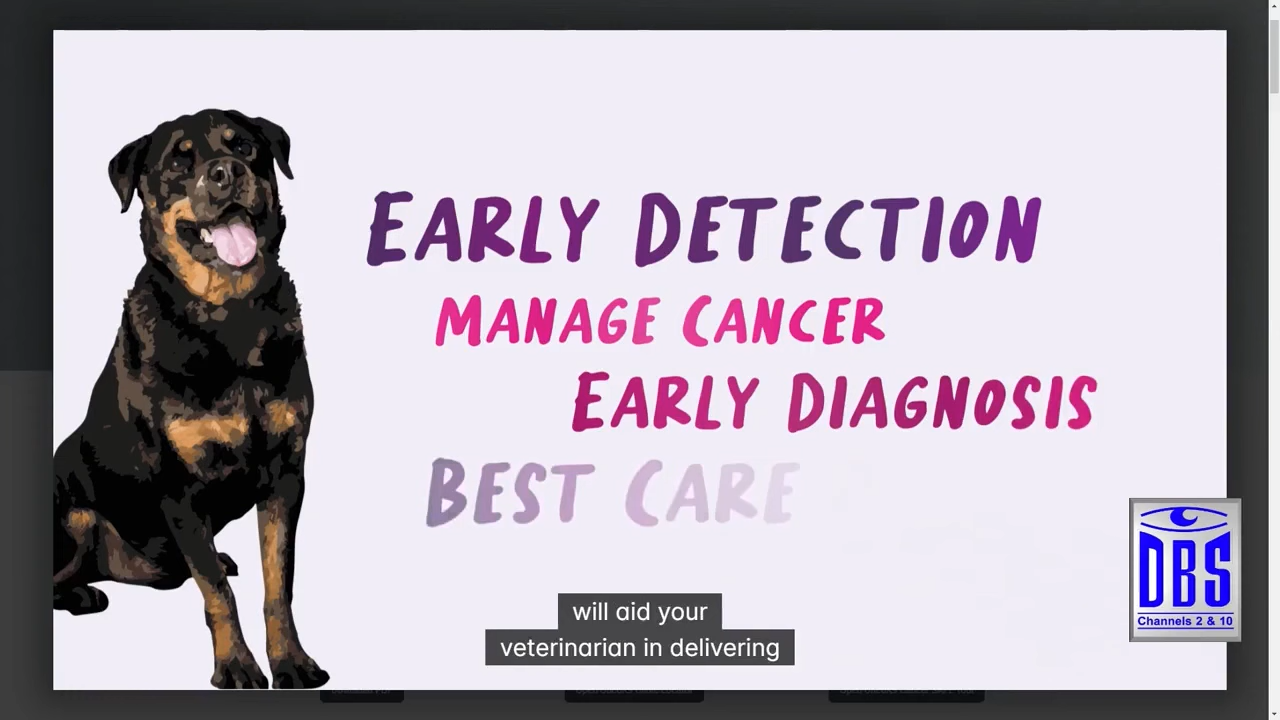 EARLY DETECTION
MANAGE CANCER
EARLY DIAGNOSIS
BEST CARE
DBS
Channels 2 & 10
will aid your
veterinarian in delivering